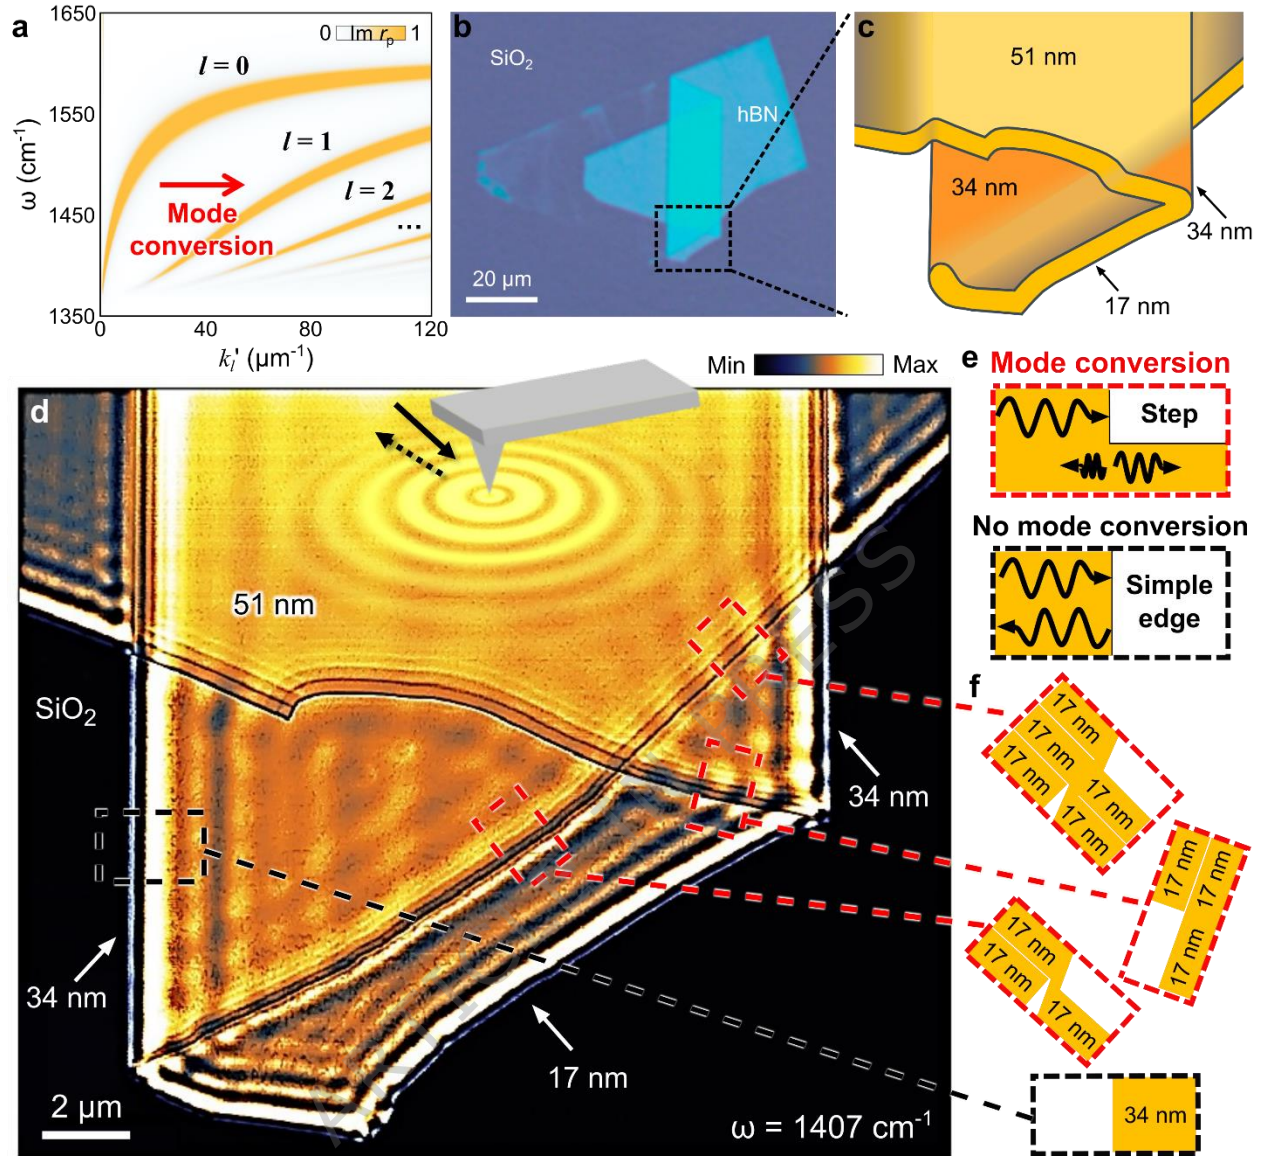 a
1650
1550
1450
1350
ω (cm⁻¹)
0 Im rₚ 1
l = 0
l = 1
l = 2
...
Mode
conversion
0
40
80
120
kₗ' (μm⁻¹)
b
SiO₂
hBN
20 μm
c
51 nm
34 nm
34 nm
17 nm
Min
Max
d
51 nm
SiO₂
34 nm
34 nm
17 nm
2 μm
ω = 1407 cm⁻¹
e
Mode conversion
Step
No mode conversion
Simple
edge
f
17 nm
17 nm
17 nm
17 nm
17 nm
17 nm
17 nm
17 nm
17 nm
17 nm
17 nm
34 nm